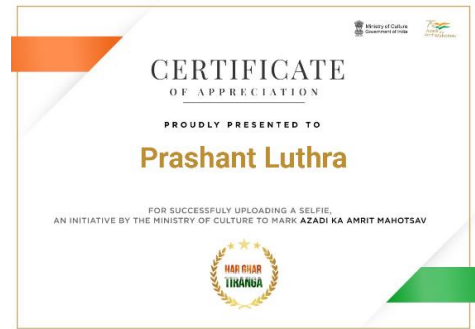 Ministry of Culture
Government of India
CERTIFICATE
OF APPRECIATION
PROUDLY PRESENTED TO
Prashant Luthra
FOR SUCCESSFULY UPLOADING A SELFIE,
AN INITIATIVE BY THE MINISTRY OF CULTURE TO MARK AZADI KA AMRIT MAHOTSAV
HAR GHAR
TIRANGA